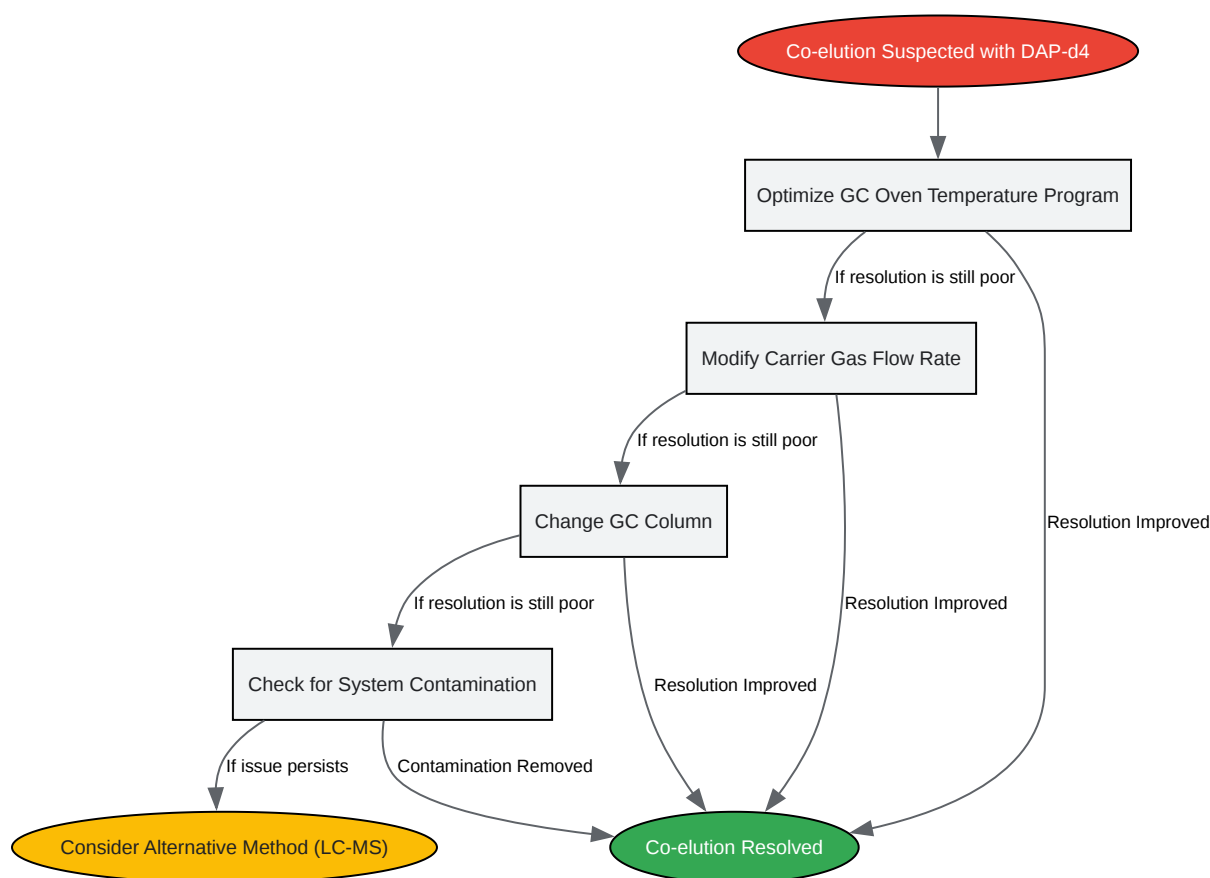 Co-elution Suspected with DAP-d4
Optimize GC Oven Temperature Program
If resolution is still poor
Modify Carrier Gas Flow Rate
If resolution is still poor
Change GC Column
Resolution Improved
If resolution is still poor
Resolution Improved
Check for System Contamination
Resolution Improved
If issue persists
Contamination Removed
Consider Alternative Method (LC-MS)
Co-elution Resolved